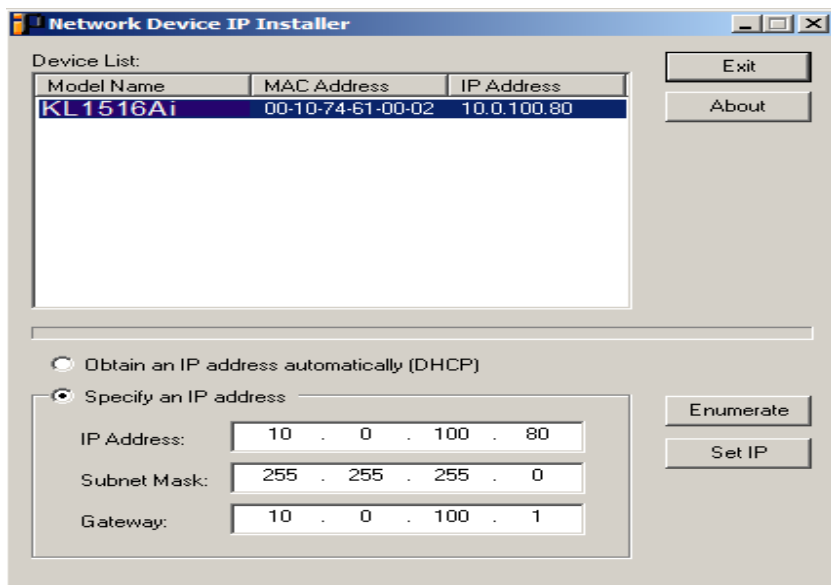 Network Device IP Installer
Device List:
Model Name MAC Address IP Address
KL1516Ai 00-10-74-61-00-02 10.0.100.80
Exit
About
Obtain an IP address automatically (DHCP)
Specify an IP address
IP Address: 10 . 0 . 100 . 80
Subnet Mask: 255 . 255 . 255 . 0
Gateway: 10 . 0 . 100 . 1
Enumerate
Set IP